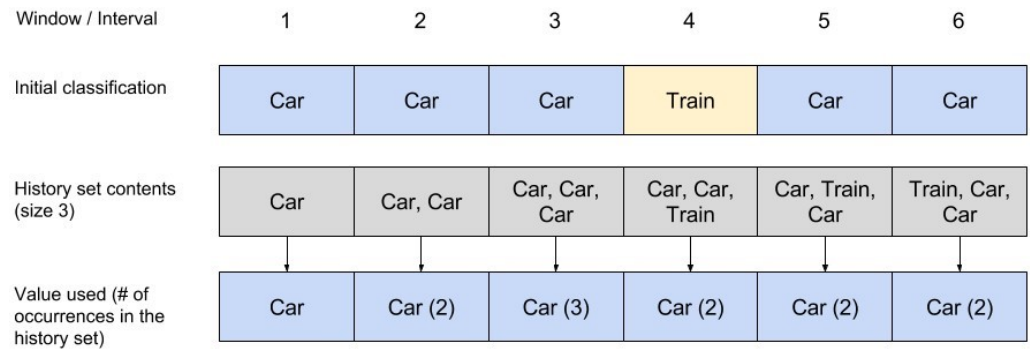 Window / Interval 1 2 3 4 5 6
Initial classification
Car Car Car Train Car Car
History set contents
(size 3)
Car Car, Car Car, Car,
Car Car, Car,
Train Car, Train,
Car Train, Car,
Car
Value used (# of
occurrences in the
history set)
Car Car (2) Car (3) Car (2) Car (2) Car (2)